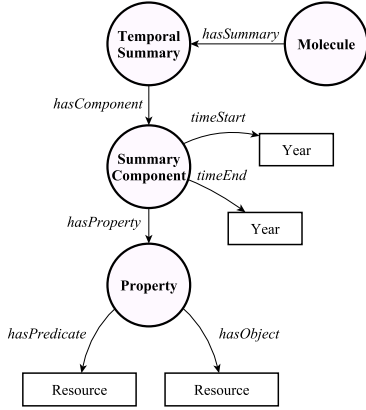 Temporal
Summary
hasSummary
Molecule
hasComponent
timeStart
Year
Summary
Component
timeEnd
hasProperty
Year
Property
hasPredicate
hasObject
Resource
Resource